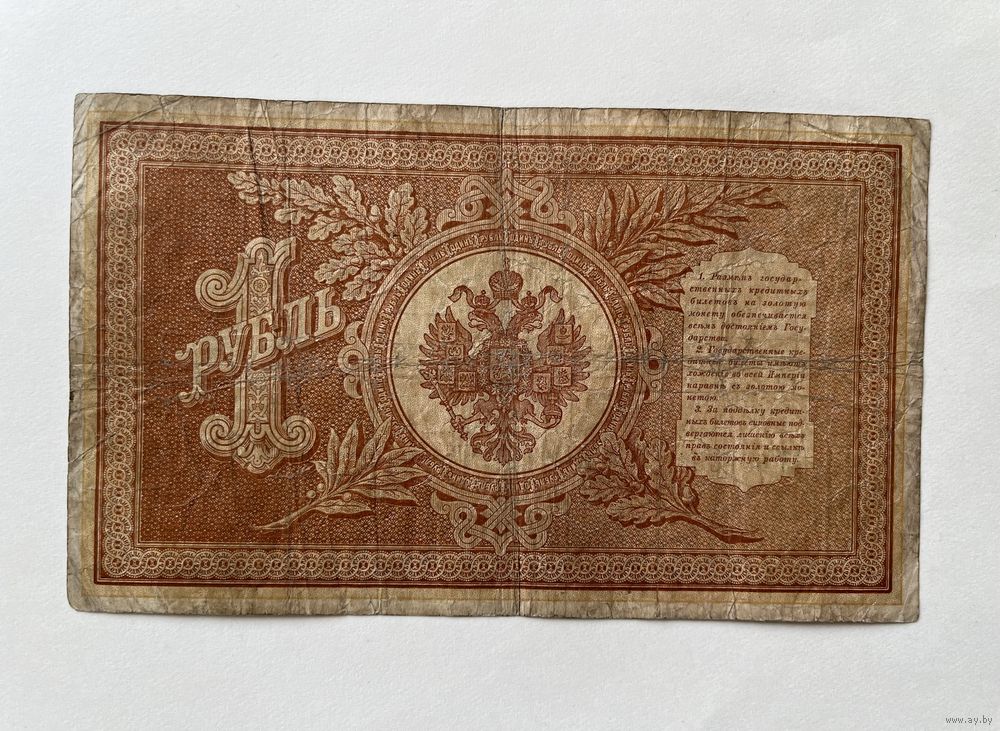 1
РУБЛЬ
1. Размѣнъ государ-
ственныхъ кредитныхъ
билетовъ на золотую
монету обезпечивается
всѣмъ достояніемъ Госу-
дарства.
2. Государственные кре-
дитные билеты имѣютъ
хожденіе во всей Имперіи
наравнѣ съ золотою мо-
нетою.
3. За поддѣлку кредит-
ныхъ билетовъ виновные под-
вергаются лишенію всѣхъ
правъ состоянія и ссылкѣ
въ каторжную работу.
www.ay.by